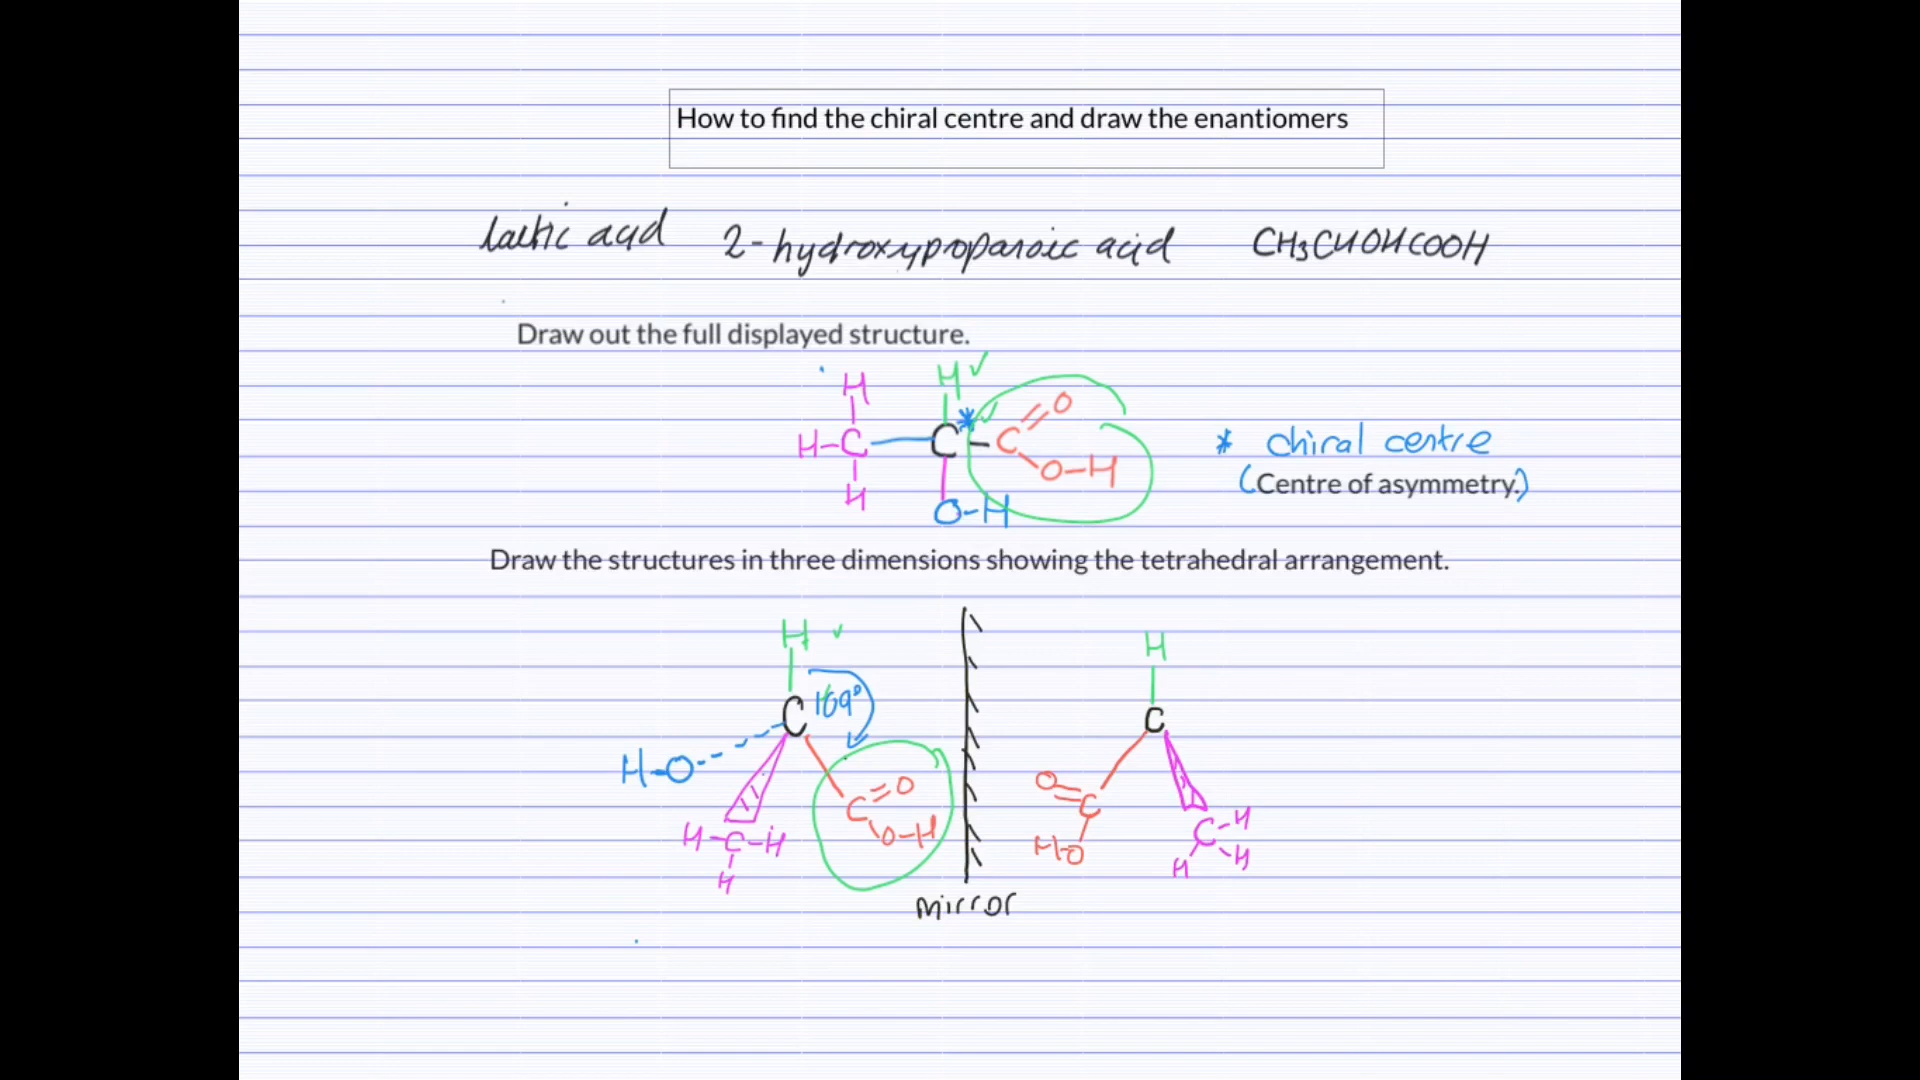 How to find the chiral centre and draw the enantiomers
lactic acid 2-hydroxypropanoic acid CH3CHOHCOOH
Draw out the full displayed structure.
H H
H-C-C*-C=O
O-H
H O-H
* chiral centre
(Centre of asymmetry.)
Draw the structures in three dimensions showing the tetrahedral arrangement.
H H
C 109° C
H-O
C=O O=C
O-H HO
H-C-H C-H
H H H
mirror